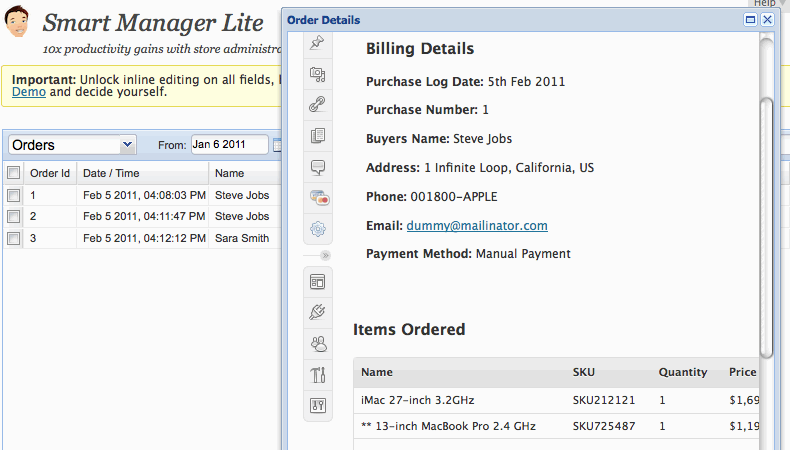 Help
Smart Manager Lite
10x productivity gains with store administra
Important: Unlock inline editing on all fields,
Demo and decide yourself.
Orders
From: Jan 6 2011
Order Id Date / Time Name
1 Feb 5 2011, 04:08:03 PM Steve Jobs
2 Feb 5 2011, 04:11:47 PM Steve Jobs
3 Feb 5 2011, 04:12:12 PM Sara Smith
Order Details
Billing Details
Purchase Log Date: 5th Feb 2011
Purchase Number: 1
Buyers Name: Steve Jobs
Address: 1 Infinite Loop, California, US
Phone: 001800-APPLE
Email: dummy@mailinator.com
Payment Method: Manual Payment
Items Ordered
Name SKU Quantity Price
iMac 27-inch 3.2GHz SKU212121 1 $1,69
** 13-inch MacBook Pro 2.4 GHz SKU725487 1 $1,19